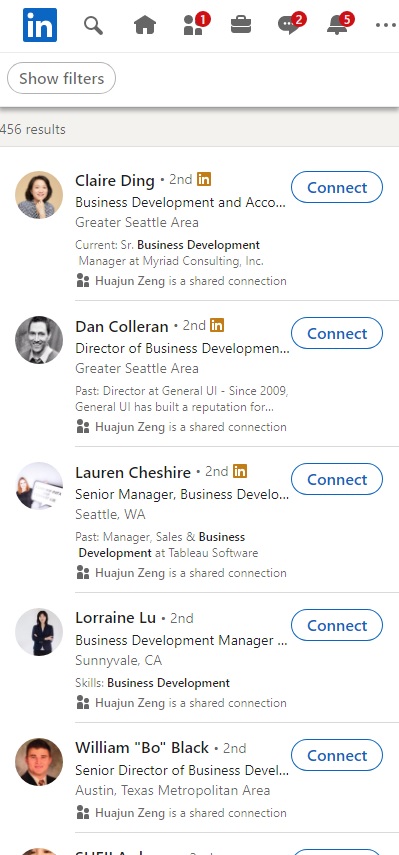 in
1
2
5
Show filters
456 results
Claire Ding • 2nd in
Connect
Business Development and Acco...
Greater Seattle Area
Current: Sr. Business Development
Manager at Myriad Consulting, Inc.
Huajun Zeng is a shared connection
Dan Colleran • 2nd in
Connect
Director of Business Developmen...
Greater Seattle Area
Past: Director at General UI - Since 2009,
General UI has built a reputation for...
Huajun Zeng is a shared connection
Lauren Cheshire • 2nd in
Connect
Senior Manager, Business Develo...
Seattle, WA
Past: Manager, Sales & Business
Development at Tableau Software
Huajun Zeng is a shared connection
Lorraine Lu • 2nd
Connect
Business Development Manager ...
Sunnyvale, CA
Skills: Business Development
Huajun Zeng is a shared connection
William "Bo" Black • 2nd
Connect
Senior Director of Business Devel...
Austin, Texas Metropolitan Area
Huajun Zeng is a shared connection